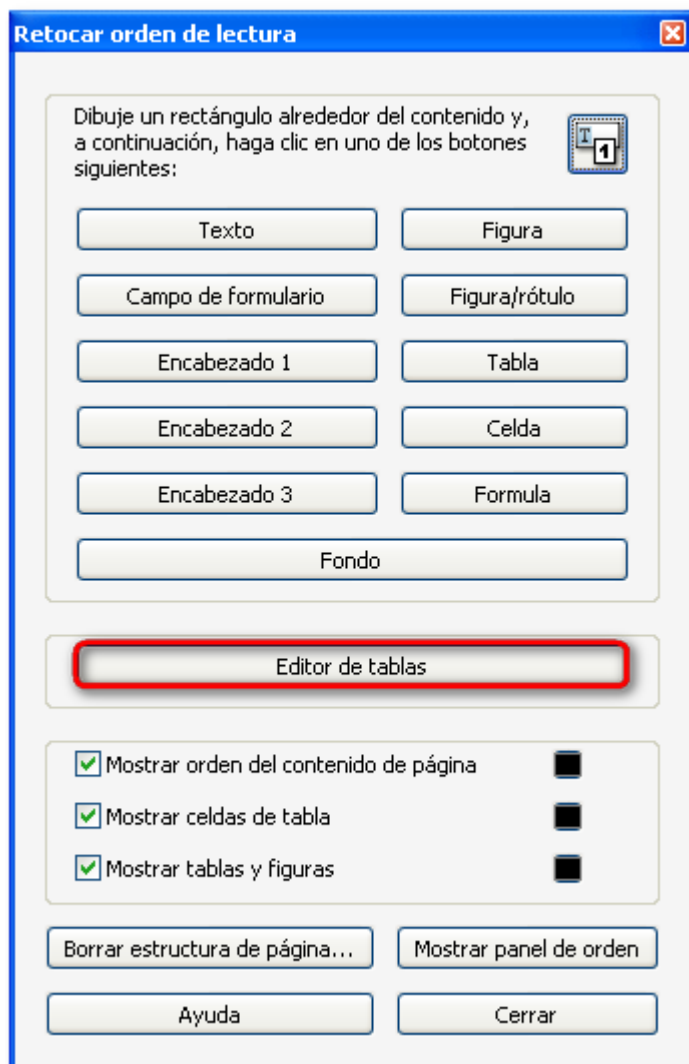 Retocar orden de lectura
Dibuje un rectángulo alrededor del contenido y,
a continuación, haga clic en uno de los botones
siguientes:
T
1
Texto
Figura
Campo de formulario
Figura/rótulo
Encabezado 1
Tabla
Encabezado 2
Celda
Encabezado 3
Formula
Fondo
Editor de tablas
Mostrar orden del contenido de página
Mostrar celdas de tabla
Mostrar tablas y figuras
Borrar estructura de página...
Mostrar panel de orden
Ayuda
Cerrar